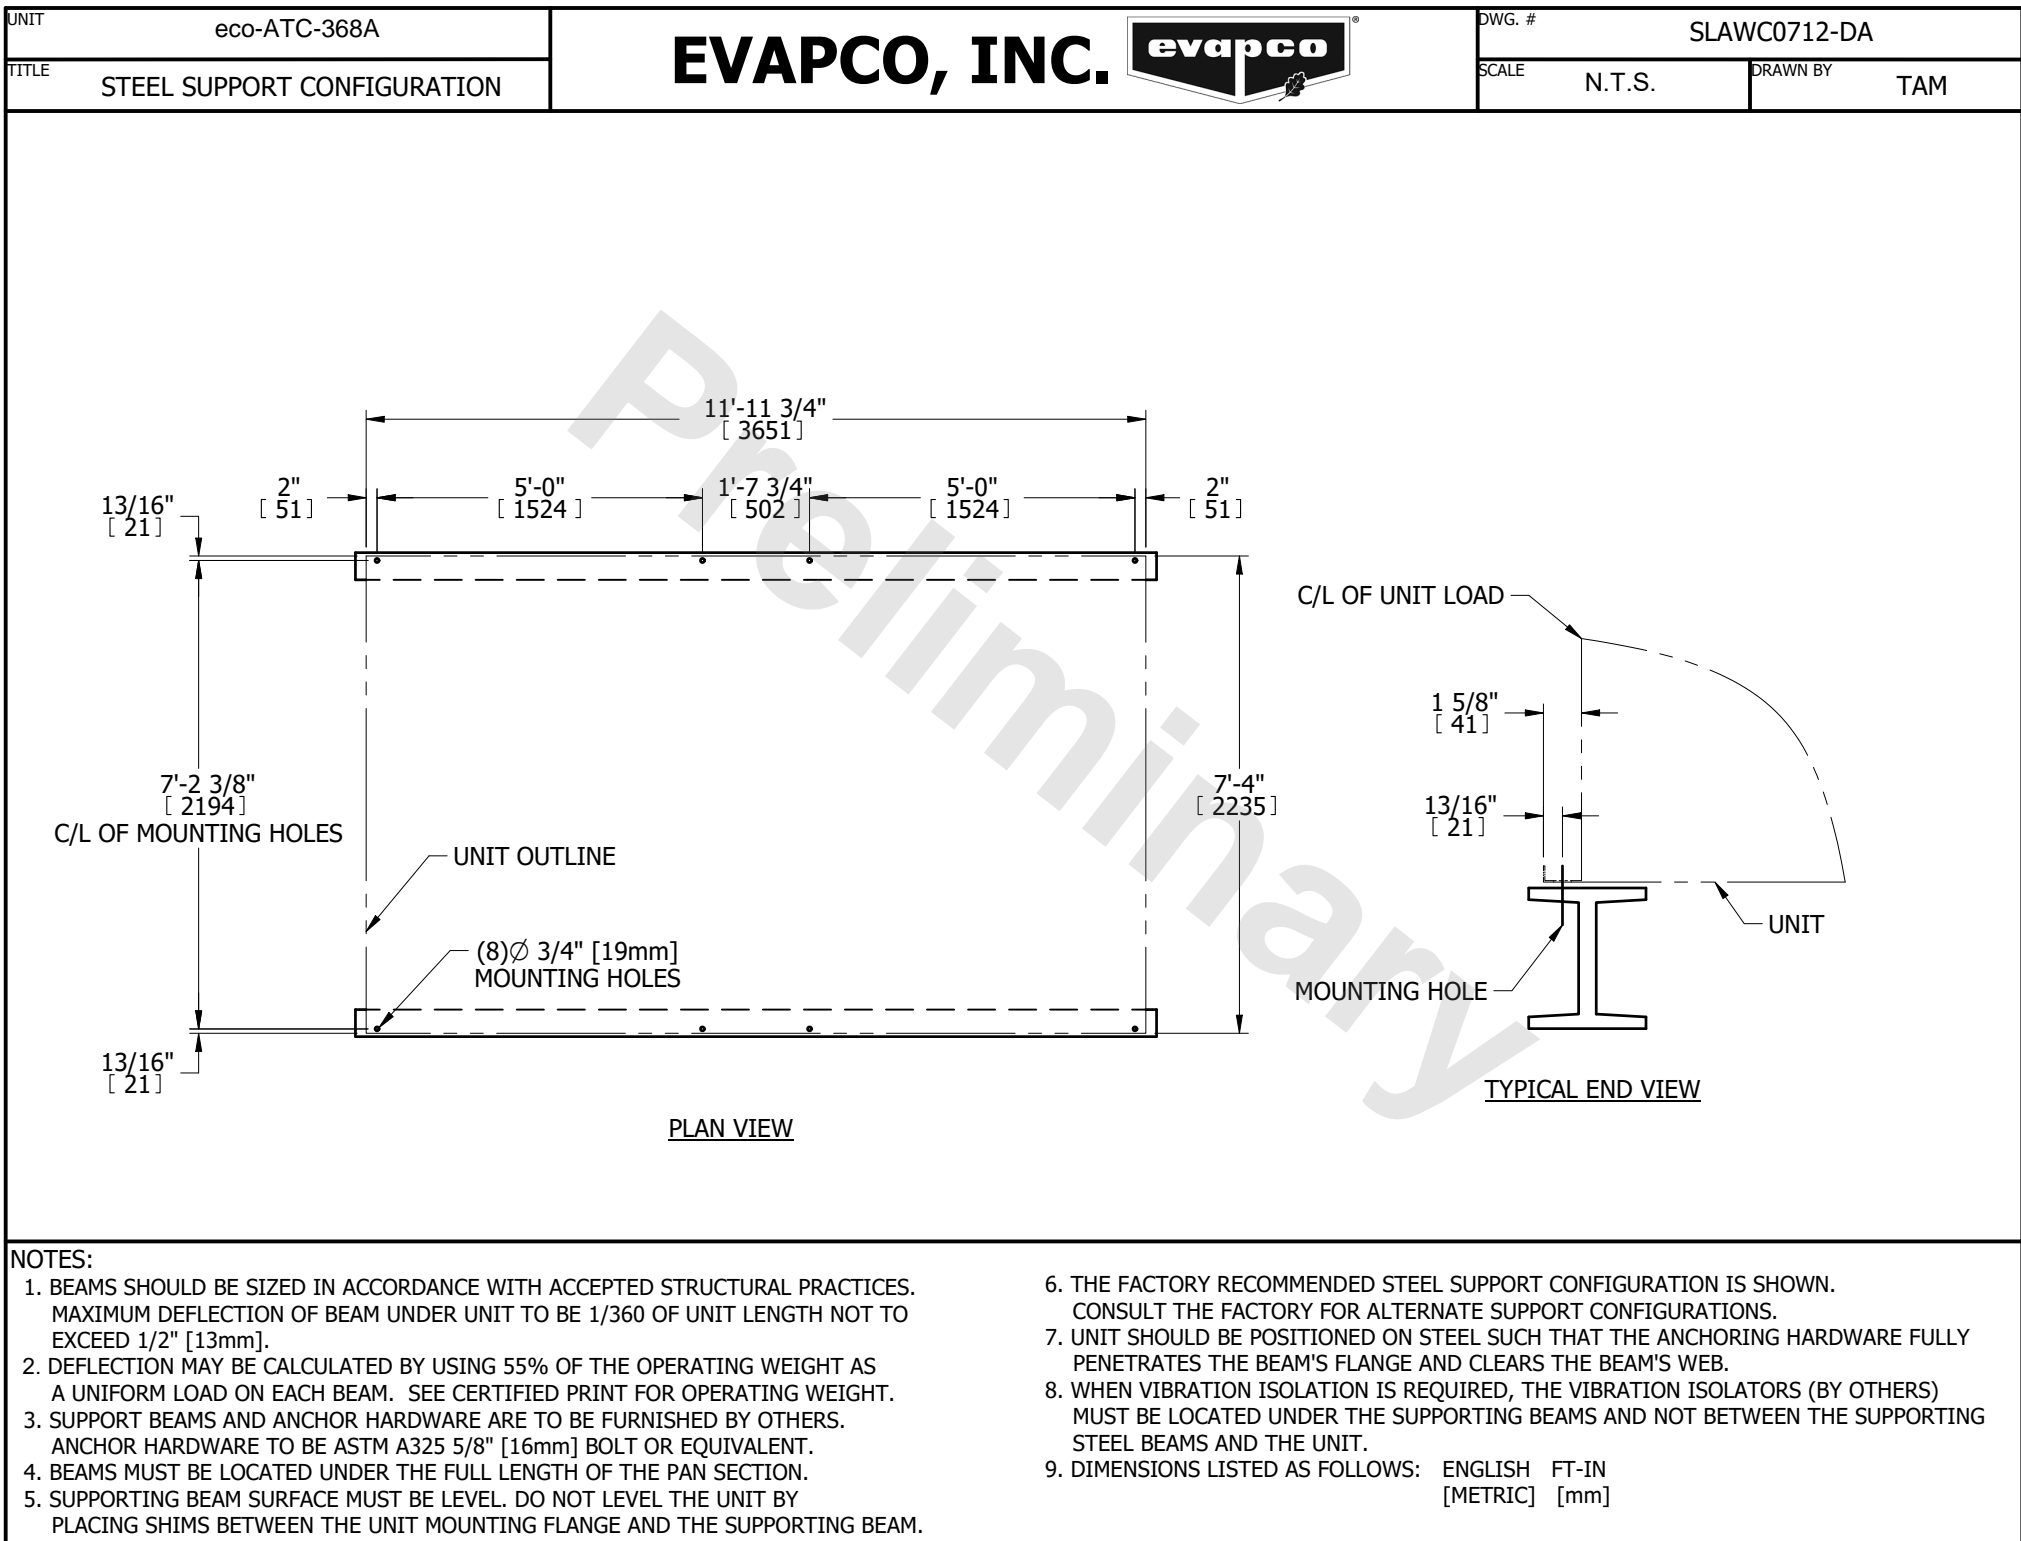 UNIT
eco-ATC-368A
TITLE
STEEL SUPPORT CONFIGURATION
EVAPCO, INC.
evapco®
DWG. #
SLAWC0712-DA
SCALE
N.T.S.
DRAWN BY
TAM
Preliminary
11'-11 3/4"
[ 3651]
13/16"
[ 21]
2"
[ 51]
5'-0"
[ 1524 ]
1'-7 3/4"
[ 502 ]
5'-0"
[ 1524]
2"
[ 51]
7'-2 3/8"
[ 2194]
C/L OF MOUNTING HOLES
UNIT OUTLINE
(8)∅ 3/4" [19mm]
MOUNTING HOLES
7'-4"
[ 2235]
13/16"
[ 21]
PLAN VIEW
C/L OF UNIT LOAD
1 5/8"
[ 41]
13/16"
[ 21]
UNIT
MOUNTING HOLE
TYPICAL END VIEW
NOTES:
1. BEAMS SHOULD BE SIZED IN ACCORDANCE WITH ACCEPTED STRUCTURAL PRACTICES.
MAXIMUM DEFLECTION OF BEAM UNDER UNIT TO BE 1/360 OF UNIT LENGTH NOT TO
EXCEED 1/2" [13mm].
2. DEFLECTION MAY BE CALCULATED BY USING 55% OF THE OPERATING WEIGHT AS
A UNIFORM LOAD ON EACH BEAM. SEE CERTIFIED PRINT FOR OPERATING WEIGHT.
3. SUPPORT BEAMS AND ANCHOR HARDWARE ARE TO BE FURNISHED BY OTHERS.
ANCHOR HARDWARE TO BE ASTM A325 5/8" [16mm] BOLT OR EQUIVALENT.
4. BEAMS MUST BE LOCATED UNDER THE FULL LENGTH OF THE PAN SECTION.
5. SUPPORTING BEAM SURFACE MUST BE LEVEL. DO NOT LEVEL THE UNIT BY
PLACING SHIMS BETWEEN THE UNIT MOUNTING FLANGE AND THE SUPPORTING BEAM.
6. THE FACTORY RECOMMENDED STEEL SUPPORT CONFIGURATION IS SHOWN.
CONSULT THE FACTORY FOR ALTERNATE SUPPORT CONFIGURATIONS.
7. UNIT SHOULD BE POSITIONED ON STEEL SUCH THAT THE ANCHORING HARDWARE FULLY
PENETRATES THE BEAM'S FLANGE AND CLEARS THE BEAM'S WEB.
8. WHEN VIBRATION ISOLATION IS REQUIRED, THE VIBRATION ISOLATORS (BY OTHERS)
MUST BE LOCATED UNDER THE SUPPORTING BEAMS AND NOT BETWEEN THE SUPPORTING
STEEL BEAMS AND THE UNIT.
9. DIMENSIONS LISTED AS FOLLOWS: ENGLISH FT-IN
[METRIC] [mm]